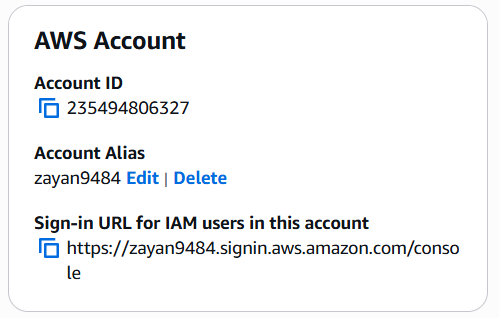 AWS Account
Account ID
235494806327
Account Alias
zayan9484 Edit | Delete
Sign-in URL for IAM users in this account
https://zayan9484.signin.aws.amazon.com/conso
le